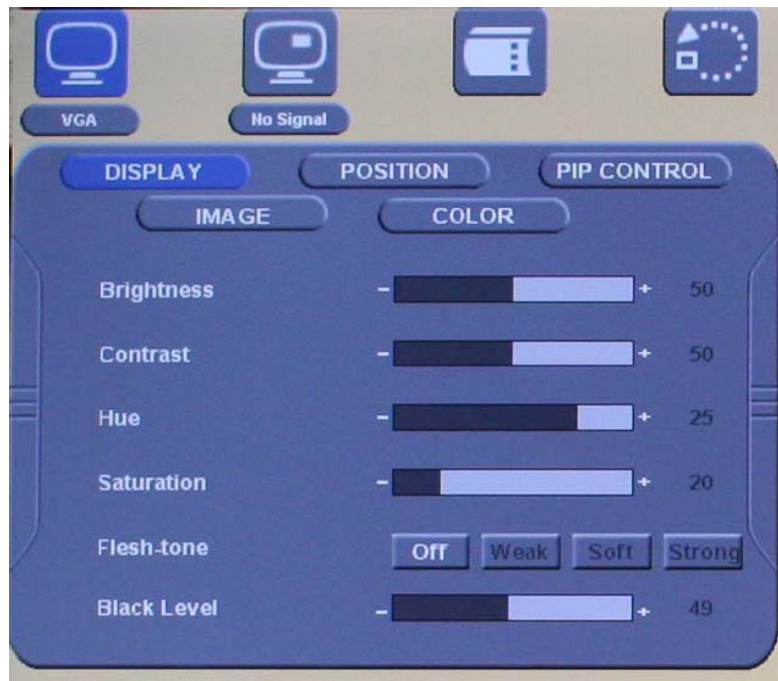 VGA
No Signal
DISPLAY POSITION PIP CONTROL
IMAGE COLOR
Brightness - + 50
Contrast - + 50
Hue - + 25
Saturation - + 20
Flesh-tone Off Weak Soft Strong
Black Level - + 49